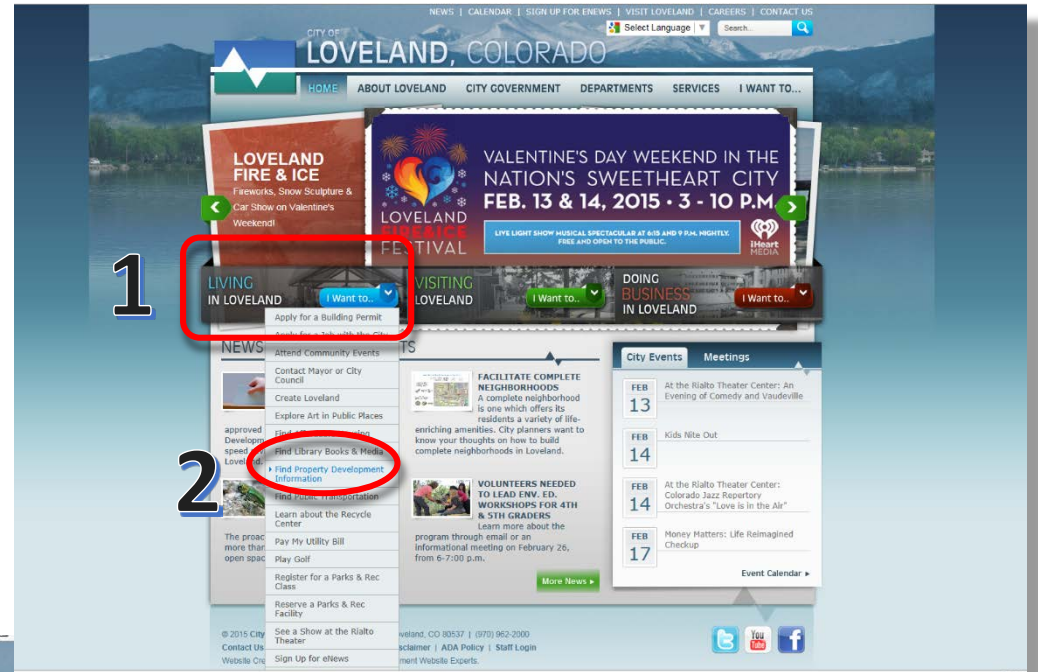 NEWS | CALENDAR | SIGN UP FOR ENEWS | VISIT LOVELAND | CAREERS | CONTACT US
Select Language ▼ Search...
CITY OF
LOVELAND, COLORADO
HOME ABOUT LOVELAND CITY GOVERNMENT DEPARTMENTS SERVICES I WANT TO...
LOVELAND
FIRE & ICE
Fireworks, Snow Sculpture &
Car Show on Valentine's
Weekend!
LOVELAND
FIRE&ICE
FESTIVAL
VALENTINE'S DAY WEEKEND IN THE
NATION'S SWEETHEART CITY
FEB. 13 & 14, 2015 • 3 - 10 P.M.
LIVE LIGHT SHOW MUSICAL SPECTACULAR AT 6:15 AND 9 P.M. NIGHTLY.
FREE AND OPEN TO THE PUBLIC.
iHeart
MEDIA
1
LIVING
IN LOVELAND
I Want to..
VISITING
LOVELAND
I Want to..
DOING
BUSINESS
IN LOVELAND
I Want to..
Apply for a Building Permit
Apply for a Job with the City
Attend Community Events
Contact Mayor or City
Council
Create Loveland
Explore Art in Public Places
Find Library Books & Media
2
Find Property Development
Information
Find Public Transportation
Learn about the Recycle
Center
Pay My Utility Bill
Play Golf
Register for a Parks & Rec
Class
Reserve a Parks & Rec
Facility
See a Show at the Rialto
Theater
Sign Up for eNews
NEWS
TS
approved
Developm
speed
Loveland.
The proac
more than
open spac
FACILITATE COMPLETE
NEIGHBORHOODS
A complete neighborhood
is one which offers its
residents a variety of life-
enriching amenities. City planners want to
know your thoughts on how to build
complete neighborhoods in Loveland.
VOLUNTEERS NEEDED
TO LEAD ENV. ED.
WORKSHOPS FOR 4TH
& 5TH GRADERS
Learn more about the
program through email or an
informational meeting on February 26,
from 6-7:00 p.m.
More News ▸
City Events Meetings
FEB
13
At the Rialto Theater Center: An
Evening of Comedy and Vaudeville
FEB
14
Kids Nite Out
FEB
14
At the Rialto Theater Center:
Colorado Jazz Repertory
Orchestra's "Love is in the Air"
FEB
17
Money Matters: Life Reimagined
Checkup
Event Calendar ▸
© 2015 City oveland, CO 80537 | (970) 962-2000
Contact Us sclaimer | ADA Policy | Staff Login
Website Cre ment Website Experts.
You
Tube